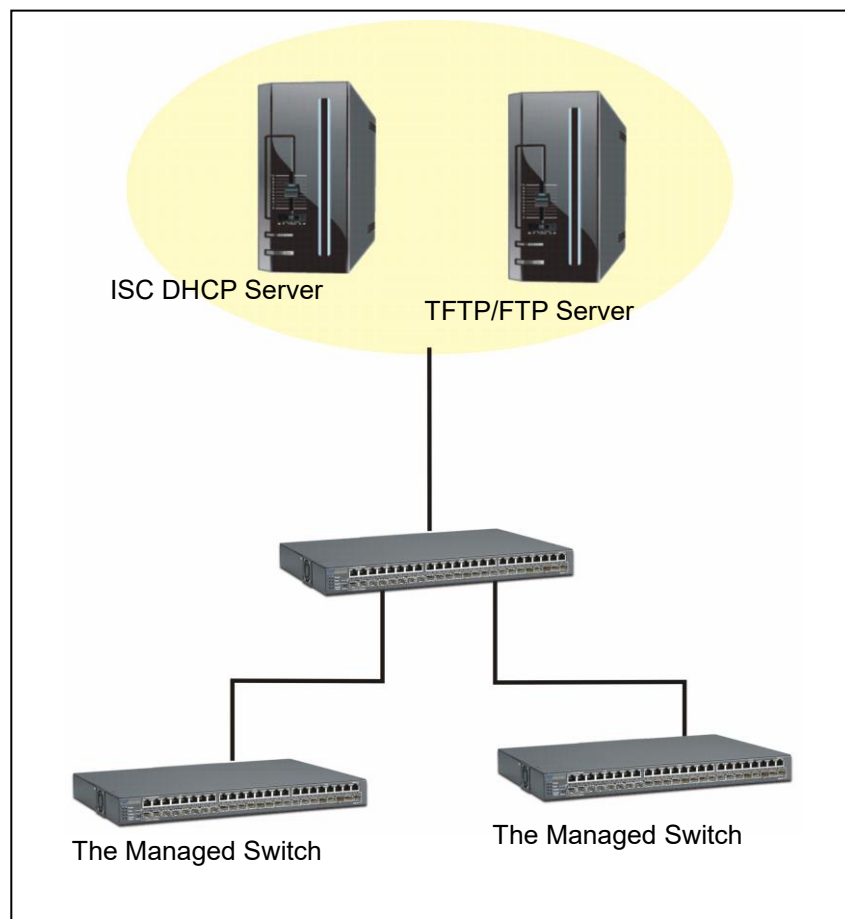 ISC DHCP Server
TFTP/FTP Server
The Managed Switch
The Managed Switch